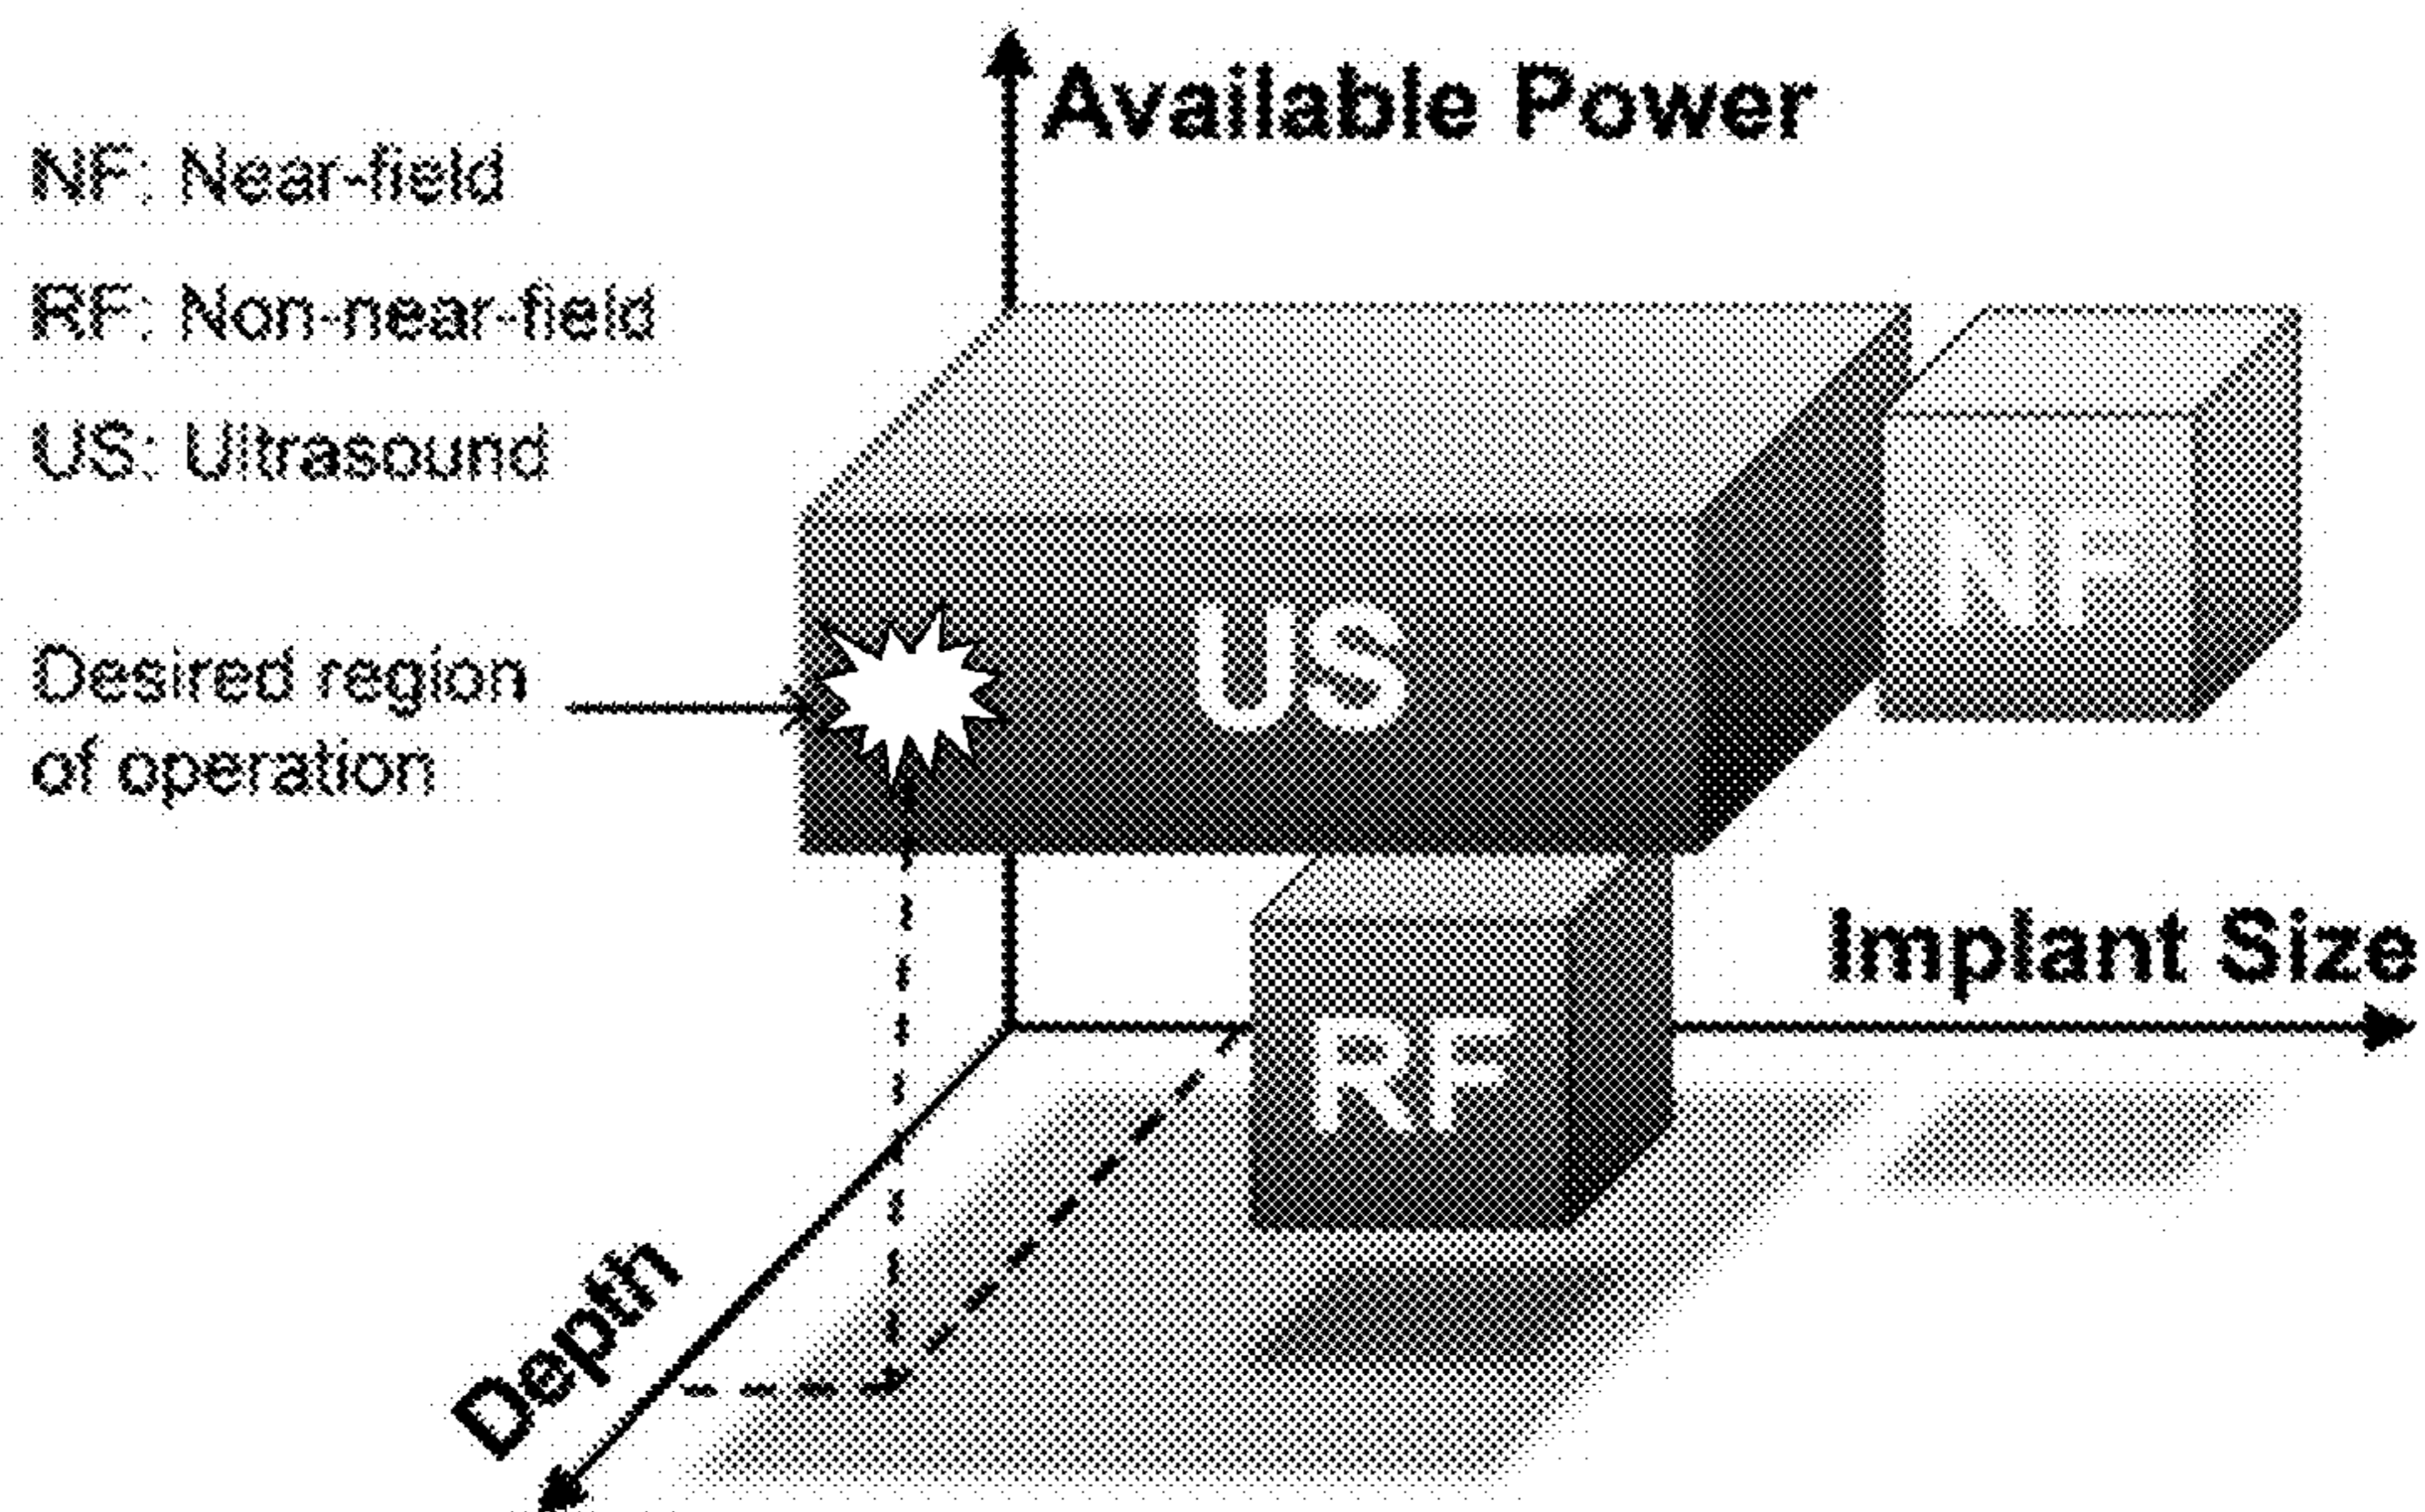 Available Power
NF: Near-field
RF: Non-near-field
US: Ultrasound
NF
US
Desired region
of operation
Implant Size
RF
Depth